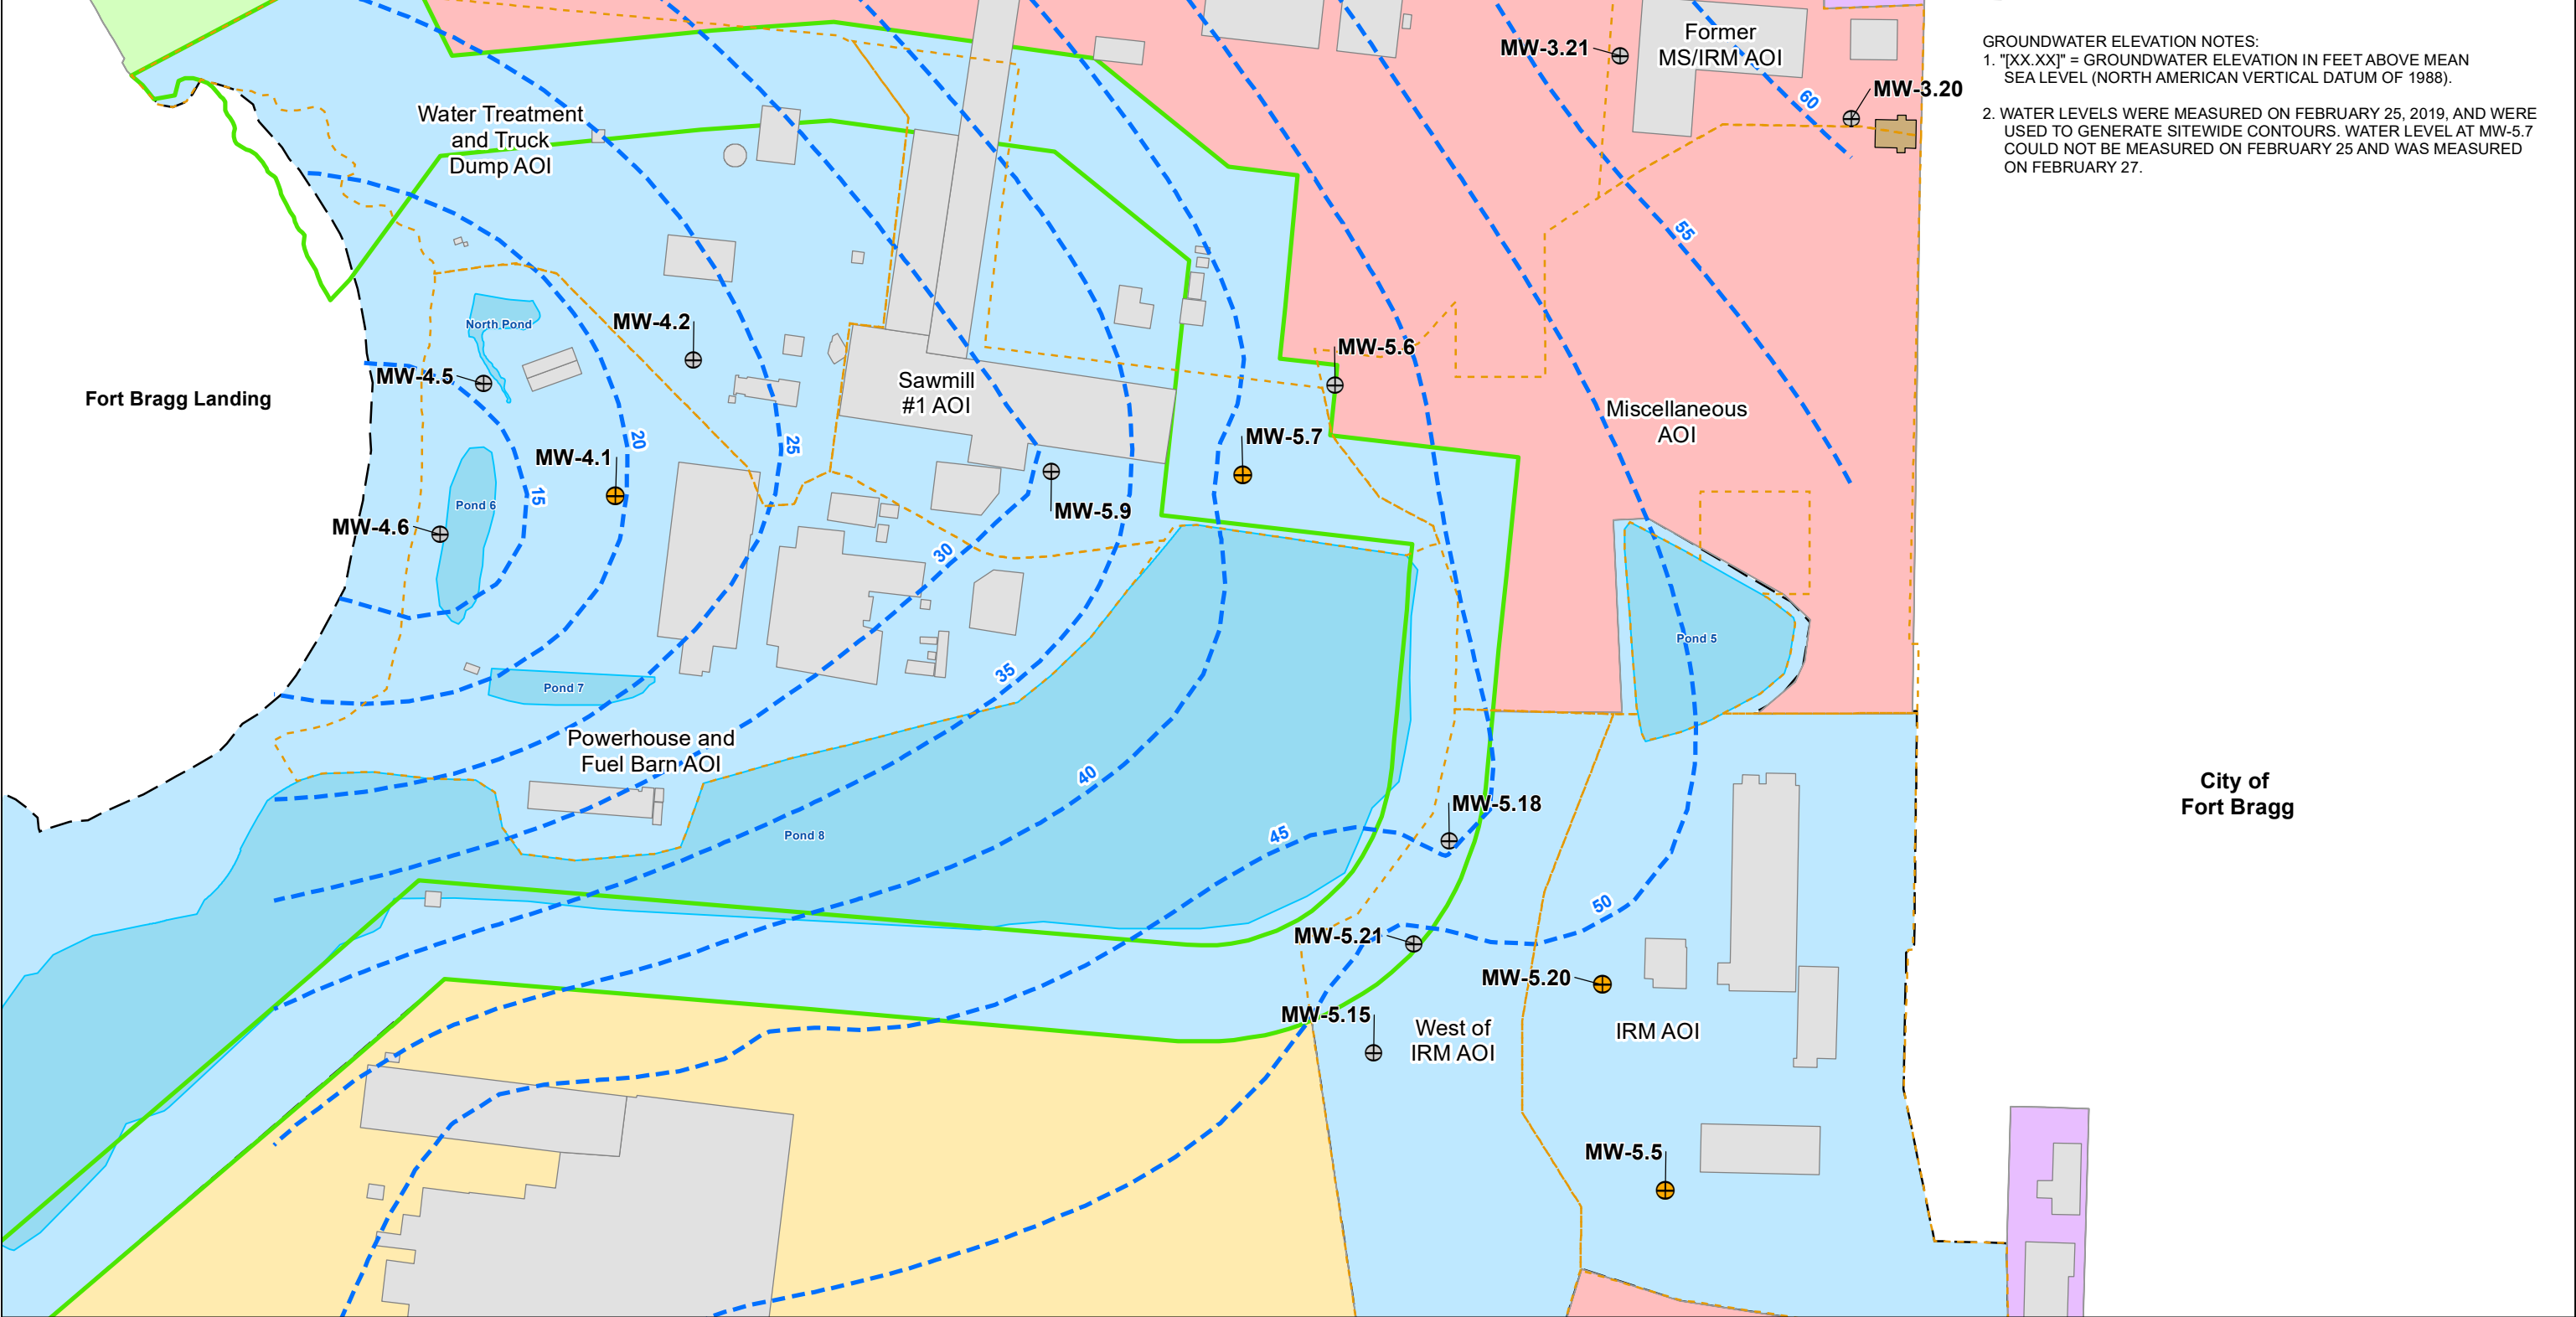 GROUNDWATER ELEVATION NOTES:
1. "[XX.XX]" = GROUNDWATER ELEVATION IN FEET ABOVE MEAN
SEA LEVEL (NORTH AMERICAN VERTICAL DATUM OF 1988).
2. WATER LEVELS WERE MEASURED ON FEBRUARY 25, 2019, AND WERE
USED TO GENERATE SITEWIDE CONTOURS. WATER LEVEL AT MW-5.7
COULD NOT BE MEASURED ON FEBRUARY 25 AND WAS MEASURED
ON FEBRUARY 27.
Former
MS/IRM AOI
MW-3.21
MW-3.20
60
Water Treatment
and Truck
Dump AOI
55
North Pond
MW-4.2
MW-4.5
MW-5.6
Fort Bragg Landing
Sawmill
#1 AOI
Miscellaneous
AOI
20
25
MW-5.7
MW-4.1
15
Pond 6
MW-5.9
MW-4.6
30
Pond 5
35
Pond 7
Powerhouse and
Fuel Barn AOI
40
City of
Fort Bragg
MW-5.18
Pond 8
45
50
MW-5.21
MW-5.20
MW-5.15
West of
IRM AOI
IRM AOI
MW-5.5